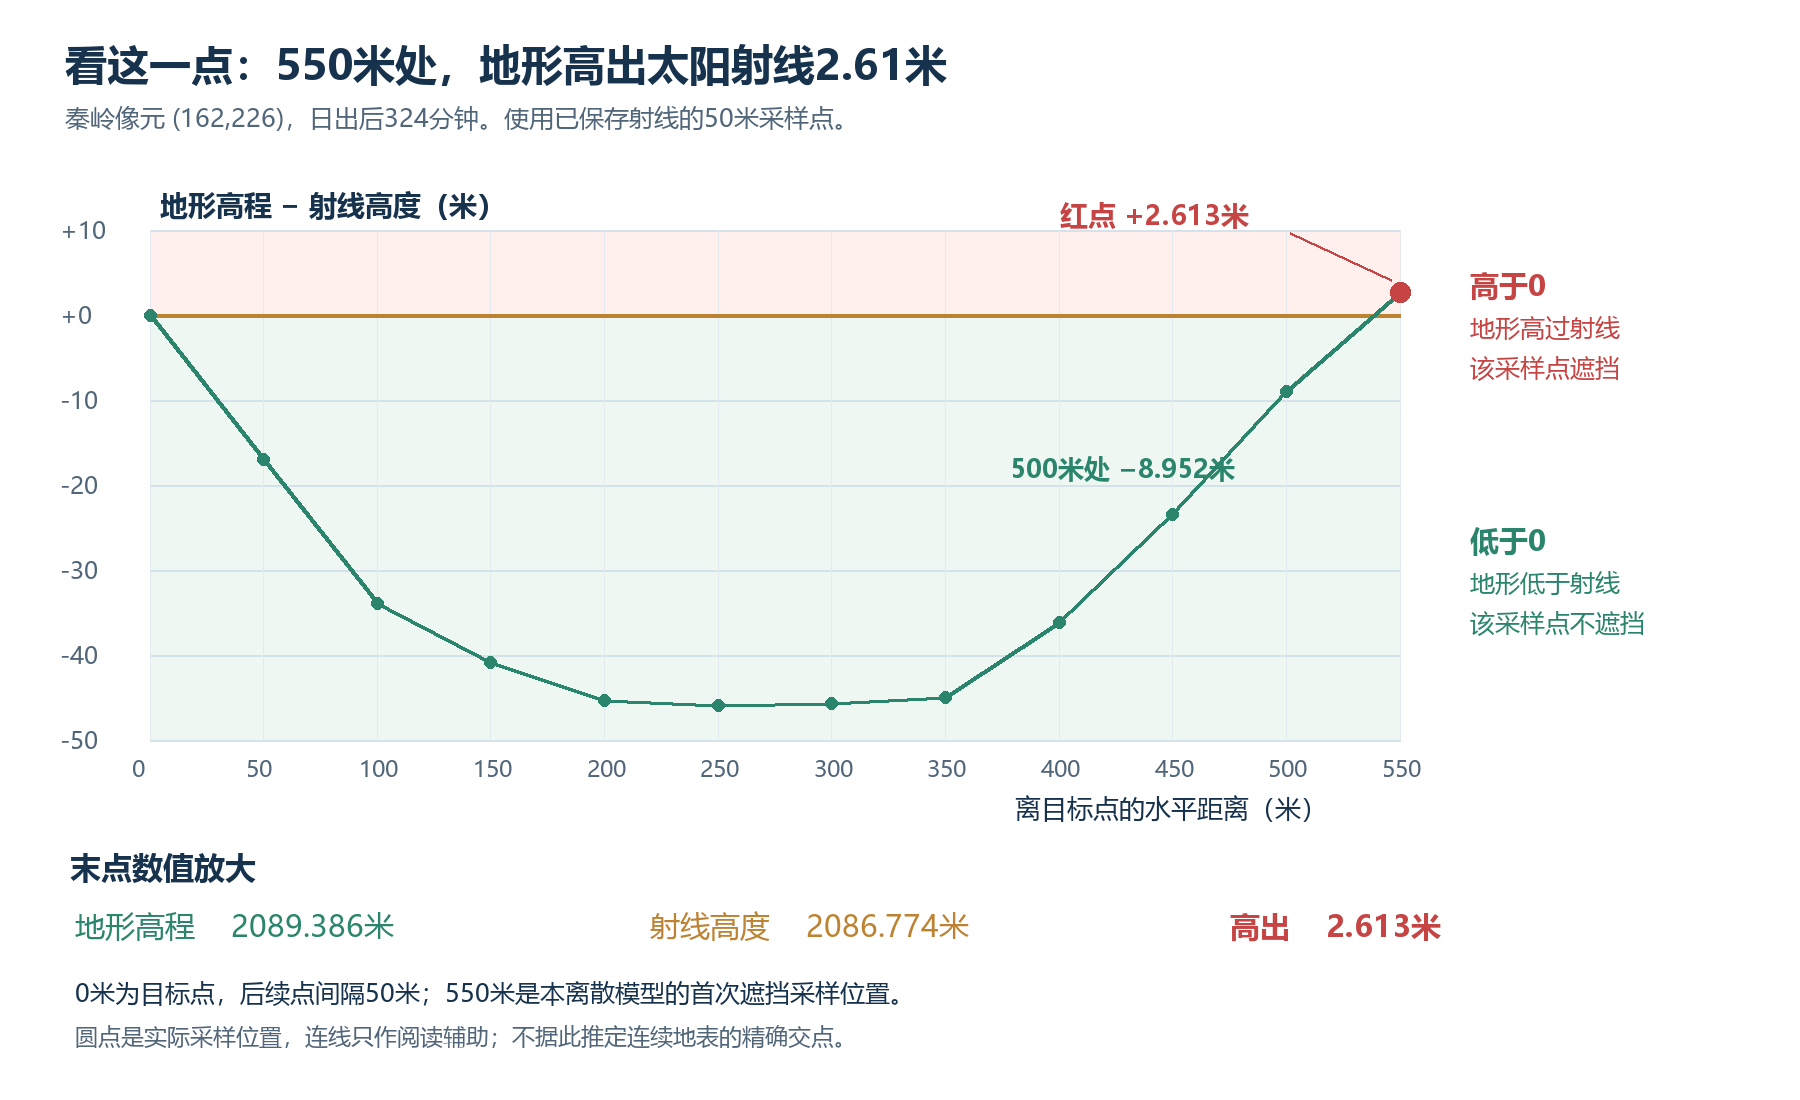 看这一点：550米处，地形高出太阳射线2.61米
秦岭像元 (162,226)，日出后324分钟。使用已保存射线的50米采样点。
地形高程 − 射线高度（米）
红点 +2.613米
+10
+0
-10
-20
-30
-40
-50
500米处 −8.952米
高于0
地形高过射线
该采样点遮挡
低于0
地形低于射线
该采样点不遮挡
0 50 100 150 200 250 300 350 400 450 500 550
离目标点的水平距离（米）
末点数值放大
地形高程 2089.386米 射线高度 2086.774米 高出 2.613米
0米为目标点，后续点间隔50米；550米是本离散模型的首次遮挡采样位置。
圆点是实际采样位置，连线只作阅读辅助；不据此推定连续地表的精确交点。